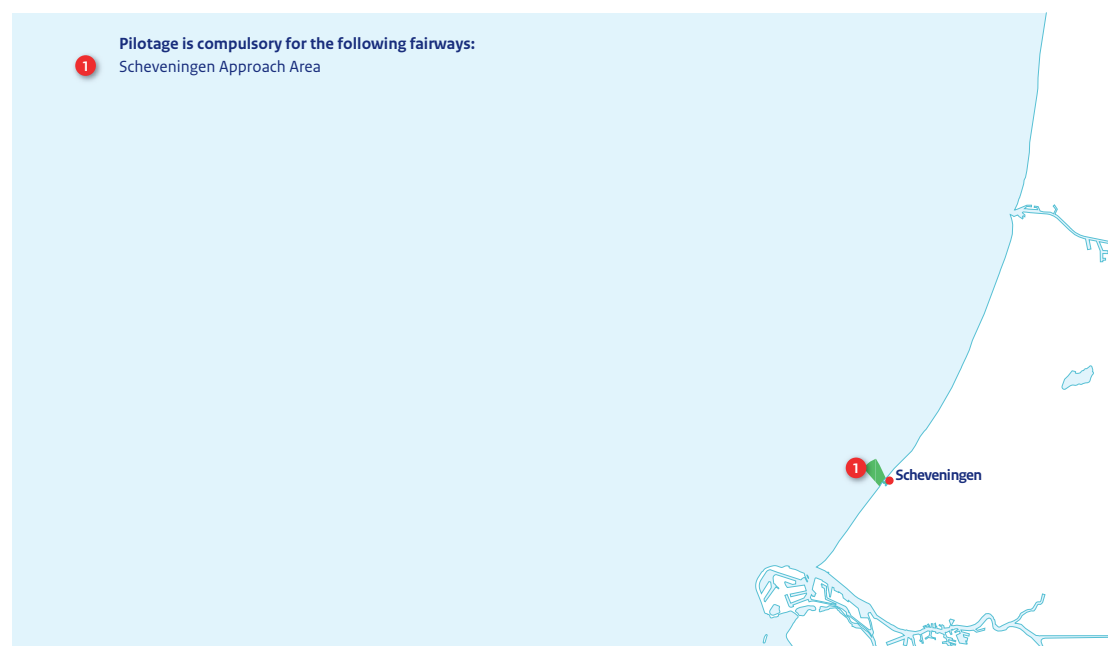 Pilotage is compulsory for the following fairways:
1 Scheveningen Approach Area
1 Scheveningen